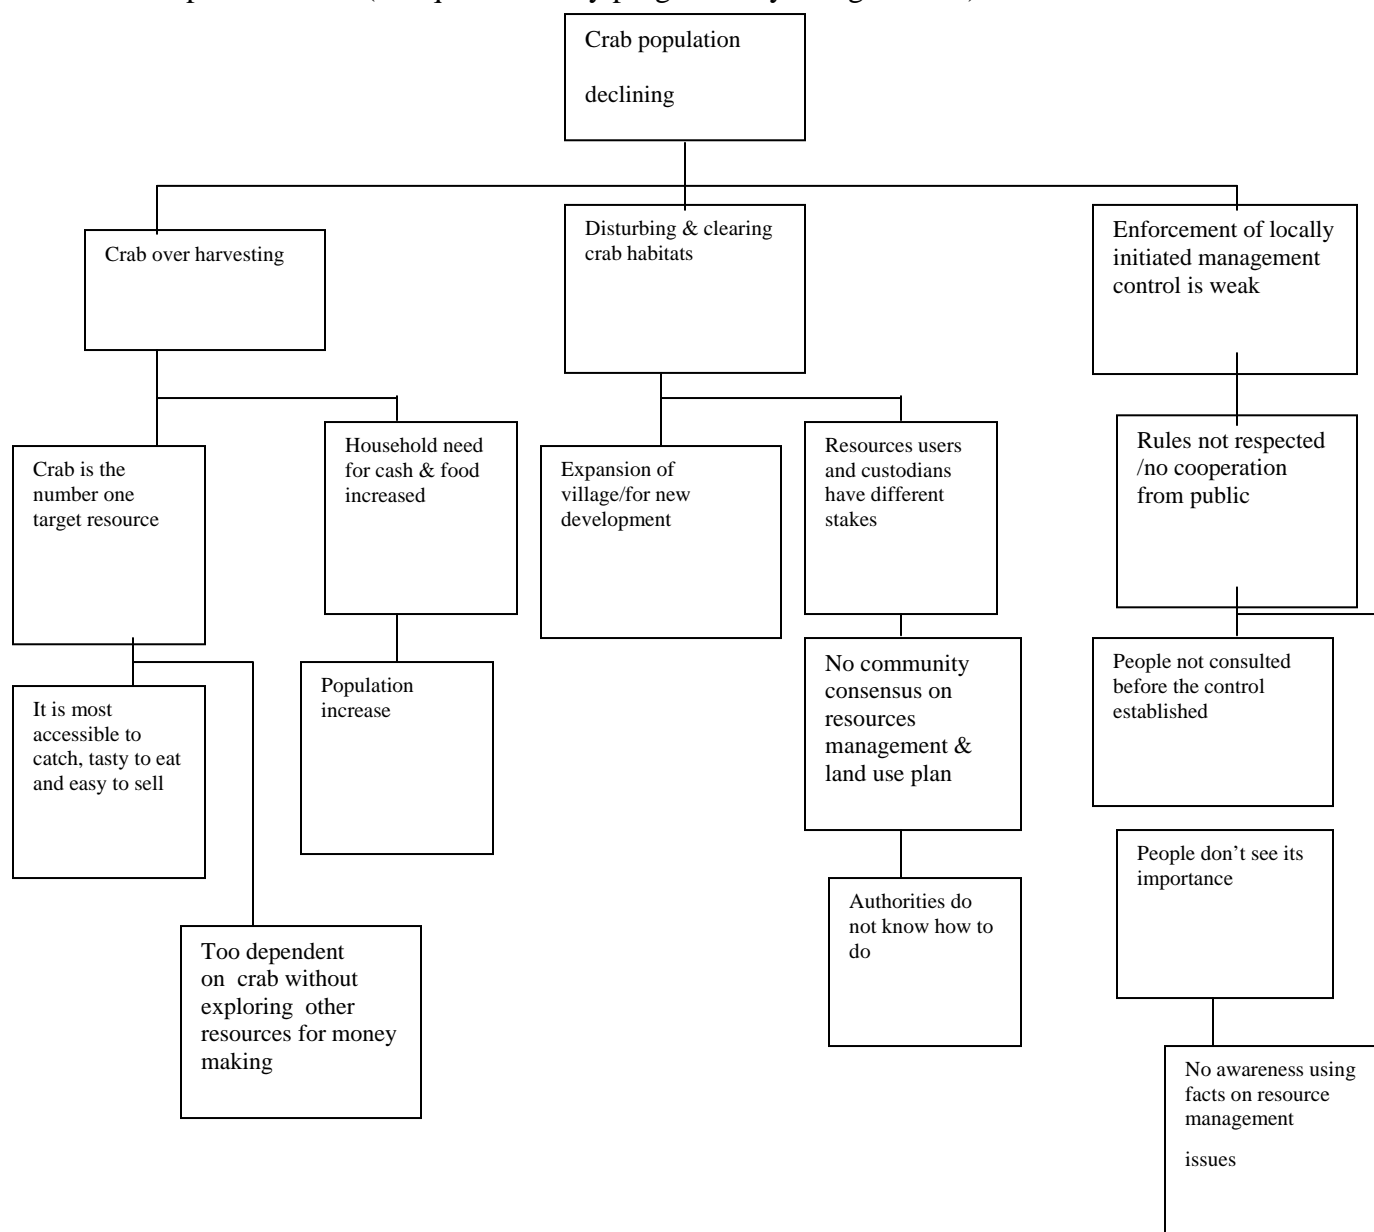 Crab population
declining
Crab over harvesting
Disturbing & clearing
crab habitats
Enforcement of locally
initiated management
control is weak
Crab is the
number one
target resource
Household need
for cash & food
increased
Expansion of
village/for new
development
Resources users
and custodians
have different
stakes
Rules not respected
/no cooperation
from public
It is most
accessible to
catch, tasty to eat
and easy to sell
Population
increase
No community
consensus on
resources
management &
land use plan
People not consulted
before the control
established
People don’t see its
importance
Authorities do
not know how to
do
Too dependent
on crab without
exploring other
resources for money
making
No awareness using
facts on resource
management
issues